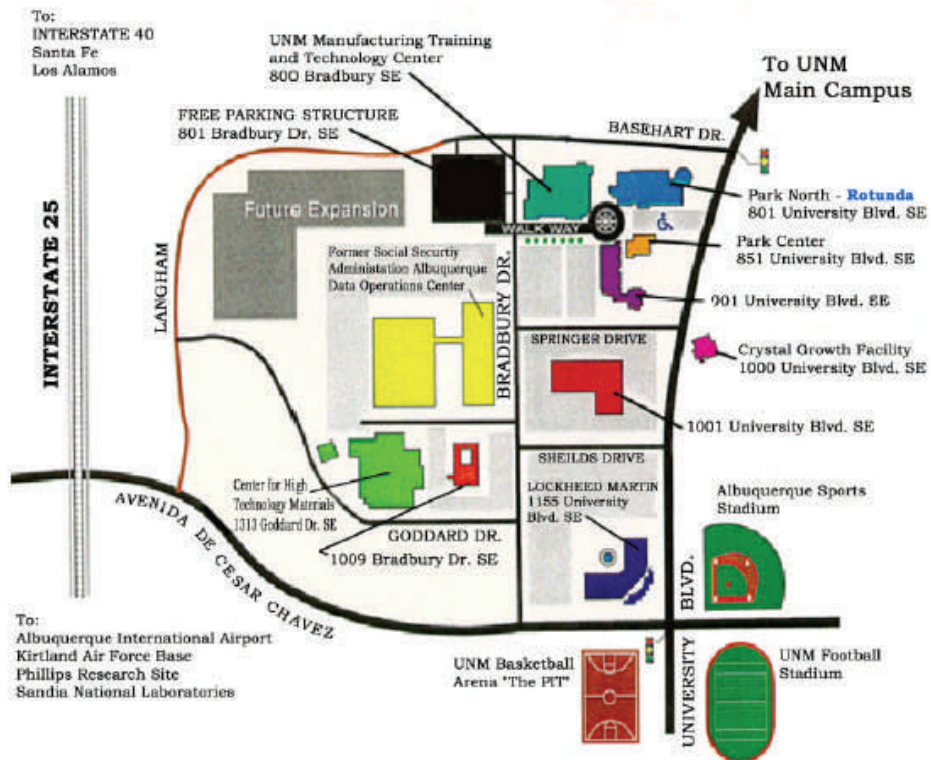 To:
INTERSTATE 40
Santa Fe
Los Alamos
UNM Manufacturing Training
and Technology Center
800 Bradbury SE
To UNM
Main Campus
FREE PARKING STRUCTURE
801 Bradbury Dr. SE
BASEHART DR.
INTERSTATE 25
LANGHAM
Future Expansion
WALK WAY
Park North - Rotunda
801 University Blvd. SE
Park Center
851 University Blvd. SE
901 University Blvd. SE
Former Social Securtiy
Administation Albuquerque
Data Operations Center
BRADBURY DR.
SPRINGER DRIVE
Crystal Growth Facility
1000 University Blvd. SE
1001 University Blvd. SE
SHEILDS DRIVE
Center for High
Technology Materials
1313 Goddard Dr. SE
LOCKHEED MARTIN
1155 University
Blvd. SE
Albuquerque Sports
Stadium
GODDARD DR.
1009 Bradbury Dr. SE
AVENIDA DE CESAR CHAVEZ
UNIVERSITY BLVD.
To:
Albuquerque International Airport
Kirtland Air Force Base
Phillips Research Site
Sandia National Laboratories
UNM Basketball
Arena "The PIT"
UNM Football
Stadium